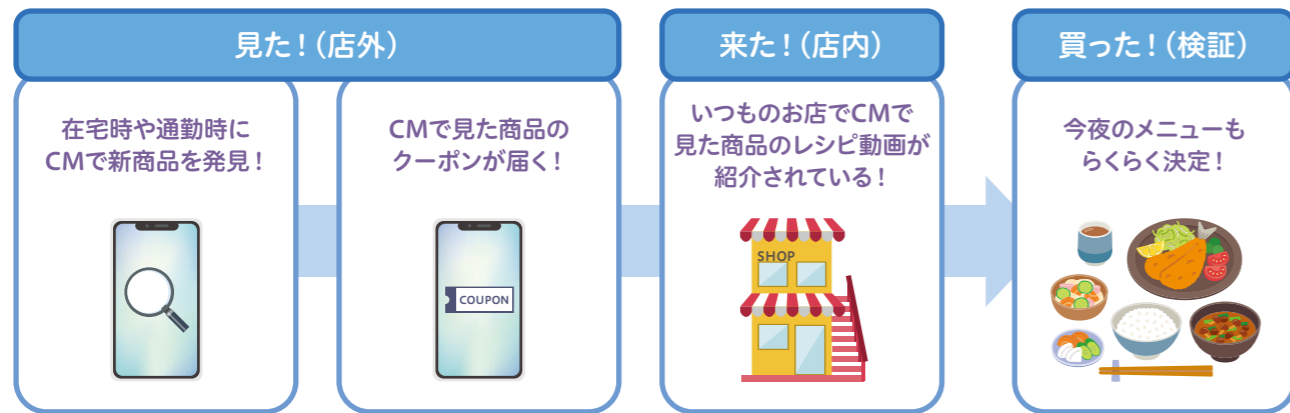 見た！（店外）
在宅時や通勤時に
CMで新商品を発見！
CMで見た商品の
クーポンが届く！
COUPON
来た！（店内）
いつものお店でCMで
見た商品のレシピ動画が
紹介されている！
SHOP
買った！（検証）
今夜のメニューも
らくらく決定！